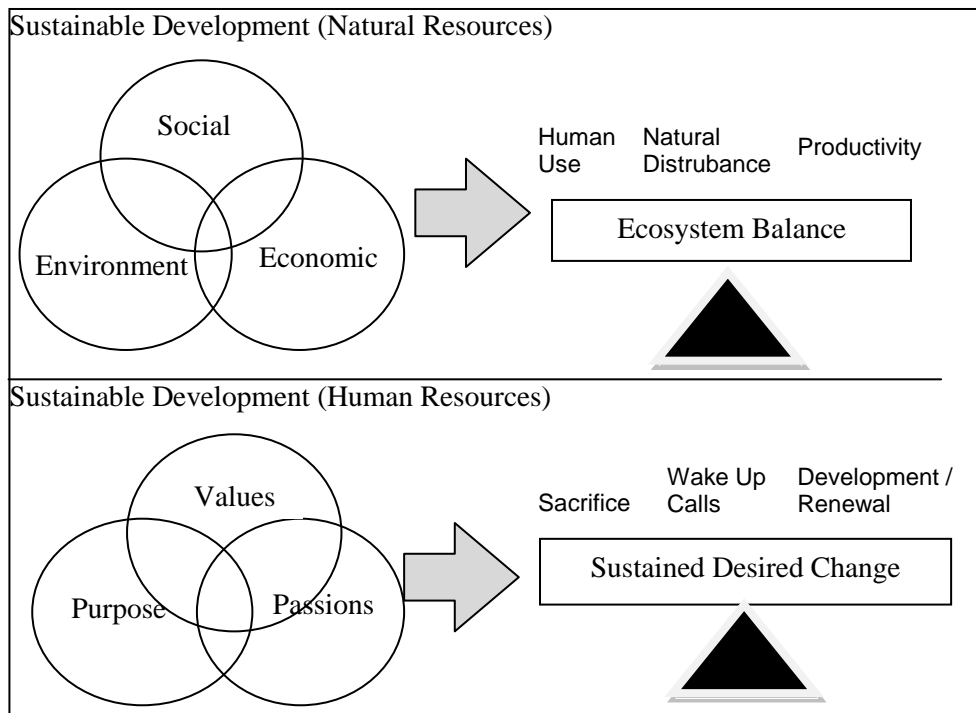 Sustainable Development (Natural Resources)
Social
Environment
Economic
Human
Use
Natural
Distrubance
Productivity
Ecosystem Balance
Sustainable Development (Human Resources)
Values
Purpose
Passions
Sacrifice
Wake Up
Calls
Development /
Renewal
Sustained Desired Change